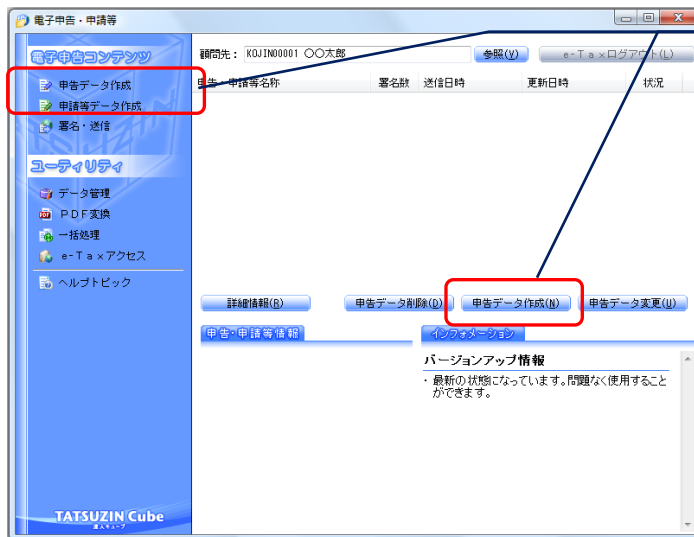 電子申告・申請等
電子申告コンテンツ
申告データ作成
申請等データ作成
署名・送信
ユーティリティ
データ管理
ＰＤＦ変換
一括処理
e-Ｔａｘアクセス
ヘルプトピック
TATSUZIN Cube
達人キューブ
顧問先： KOJIN00001 〇〇太郎 参照(V) e-Ｔａｘログアウト(L)
申告・申請等名称 署名数 送信日時 更新日時 状況
詳細情報(R) 申告データ削除(D) 申告データ作成(N) 申告データ変更(U)
申告・申請等情報 インフォメーション
バージョンアップ情報
・最新の状態になっています。問題なく使用すること
ができます。